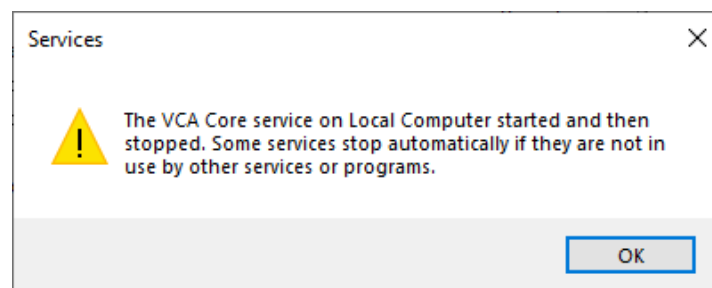 Services
The VCA Core service on Local Computer started and then
stopped. Some services stop automatically if they are not in
use by other services or programs.
OK